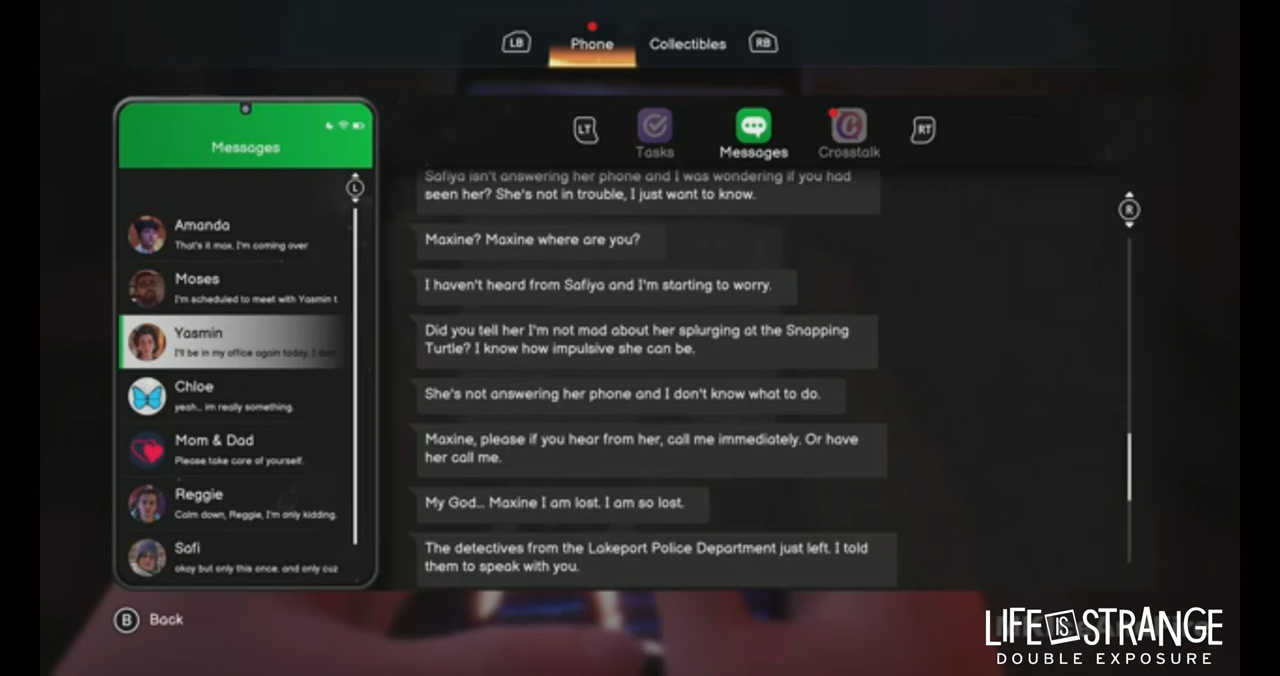 LB
Phone
Collectibles
RB
Messages
LT
Tasks
Messages
Crosstalk
RT
L
R
Amanda
That's it max. I'm coming over
Moses
I'm scheduled to meet with Yasmin t
Yasmin
I'll be in my office again today. I don
Chloe
yeah... im really something.
Mom & Dad
Please take care of yourself.
Reggie
Calm down, Reggie, I'm only kidding.
Safi
okay but only this once. and only cuz
Safiya isn't answering her phone and I was wondering if you had
seen her? She's not in trouble, I just want to know.
Maxine? Maxine where are you?
I haven't heard from Safiya and I'm starting to worry.
Did you tell her I'm not mad about her splurging at the Snapping
Turtle? I know how impulsive she can be.
She's not answering her phone and I don't know what to do.
Maxine, please if you hear from her, call me immediately. Or have
her call me.
My God... Maxine I am lost. I am so lost.
The detectives from the Lakeport Police Department just left. I told
them to speak with you.
B Back
LIFE IS STRANGE
DOUBLE EXPOSURE